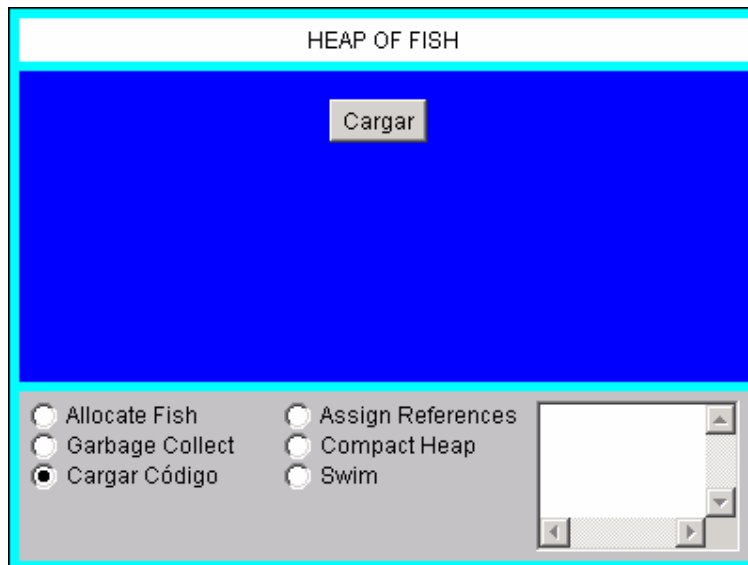 HEAP OF FISH
Cargar
Allocate Fish
Assign References
Garbage Collect
Compact Heap
Cargar Código
Swim